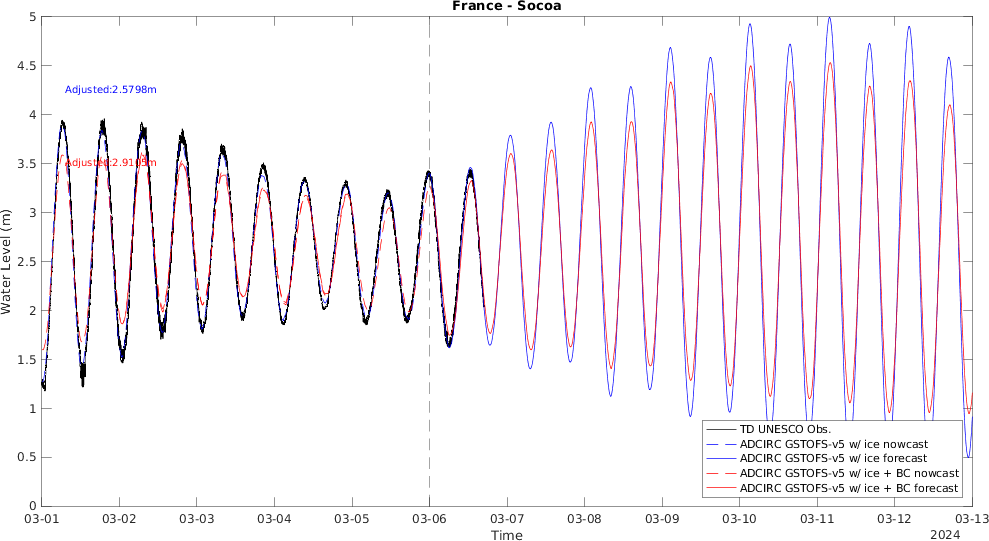 France - Socoa
5
4.5
4
3.5
3
2.5
2
1.5
1
0.5
0
Water Level (m)
Adjusted:2.5798m
Adjusted:2.9105m
TD UNESCO Obs.
ADCIRC GSTOFS-v5 w/ ice nowcast
ADCIRC GSTOFS-v5 w/ ice forecast
ADCIRC GSTOFS-v5 w/ ice + BC nowcast
ADCIRC GSTOFS-v5 w/ ice + BC forecast
03-01 03-02 03-03 03-04 03-05 03-06 03-07 03-08 03-09 03-10 03-11 03-12 03-13
Time
2024